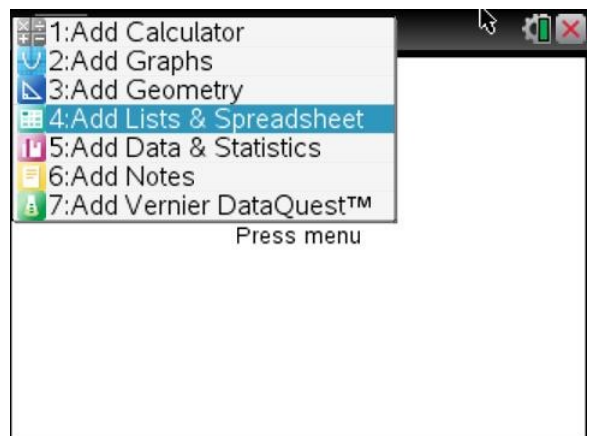 1:Add Calculator
2:Add Graphs
3:Add Geometry
4:Add Lists & Spreadsheet
5:Add Data & Statistics
6:Add Notes
7:Add Vernier DataQuest™
Press menu